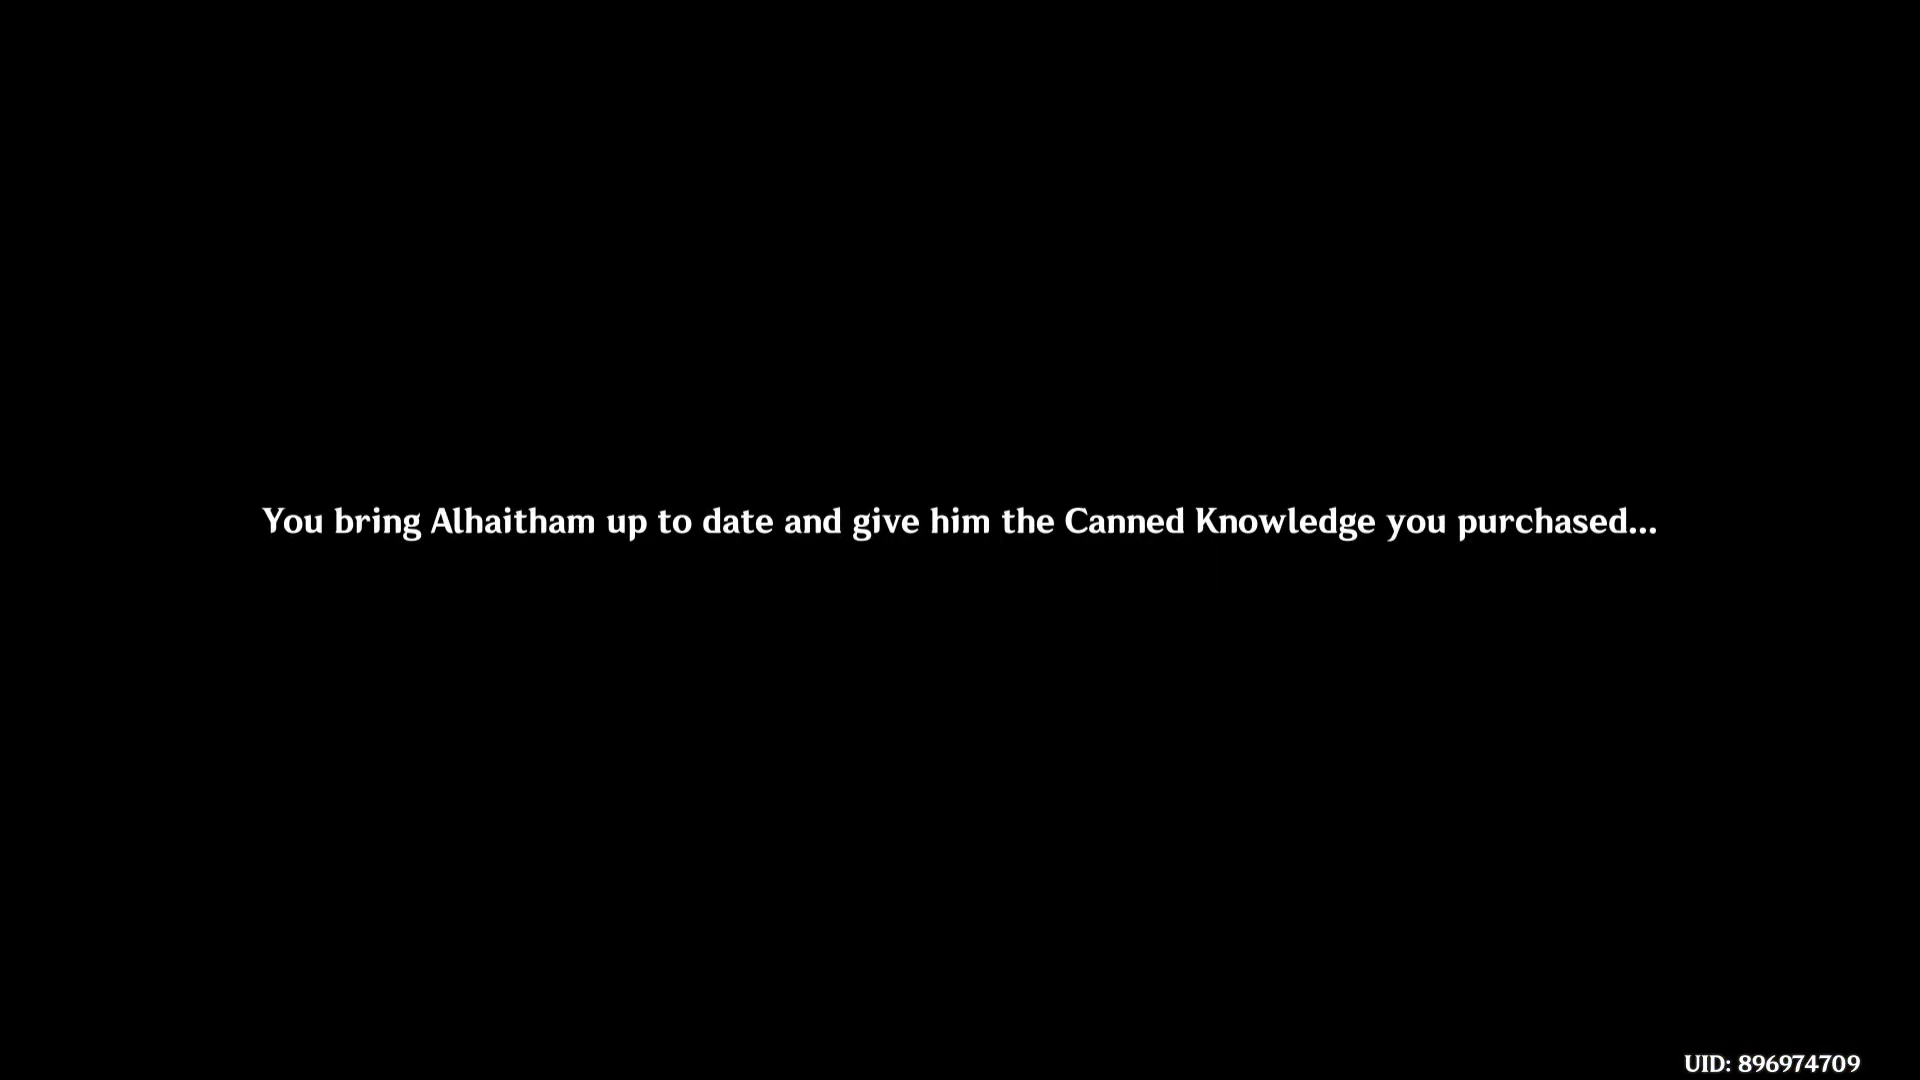 You bring Alhaitham up to date and give him the Canned Knowledge you purchased...
UID: 896974709